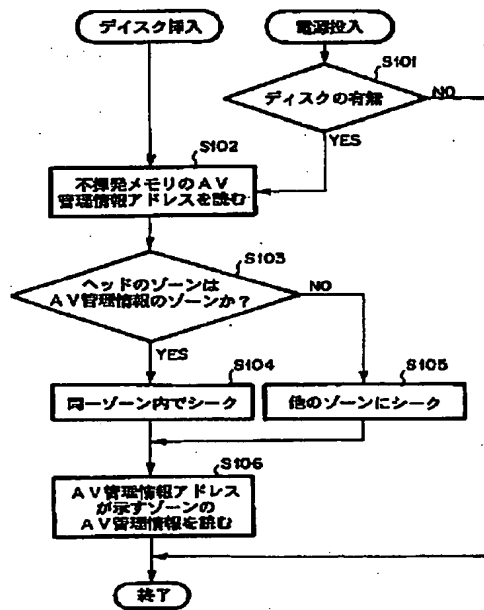 ディスク挿入
電源投入
S101
ディスクの有無
NO
YES
S102
不揮発メモリのAV
管理情報アドレスを読む
S103
ヘッドのゾーンは
AV管理情報のゾーンか?
NO
YES
S104
同一ゾーン内でシーク
S105
他のゾーンにシーク
S106
AV管理情報アドレス
が示すゾーンの
AV管理情報を読む
終了